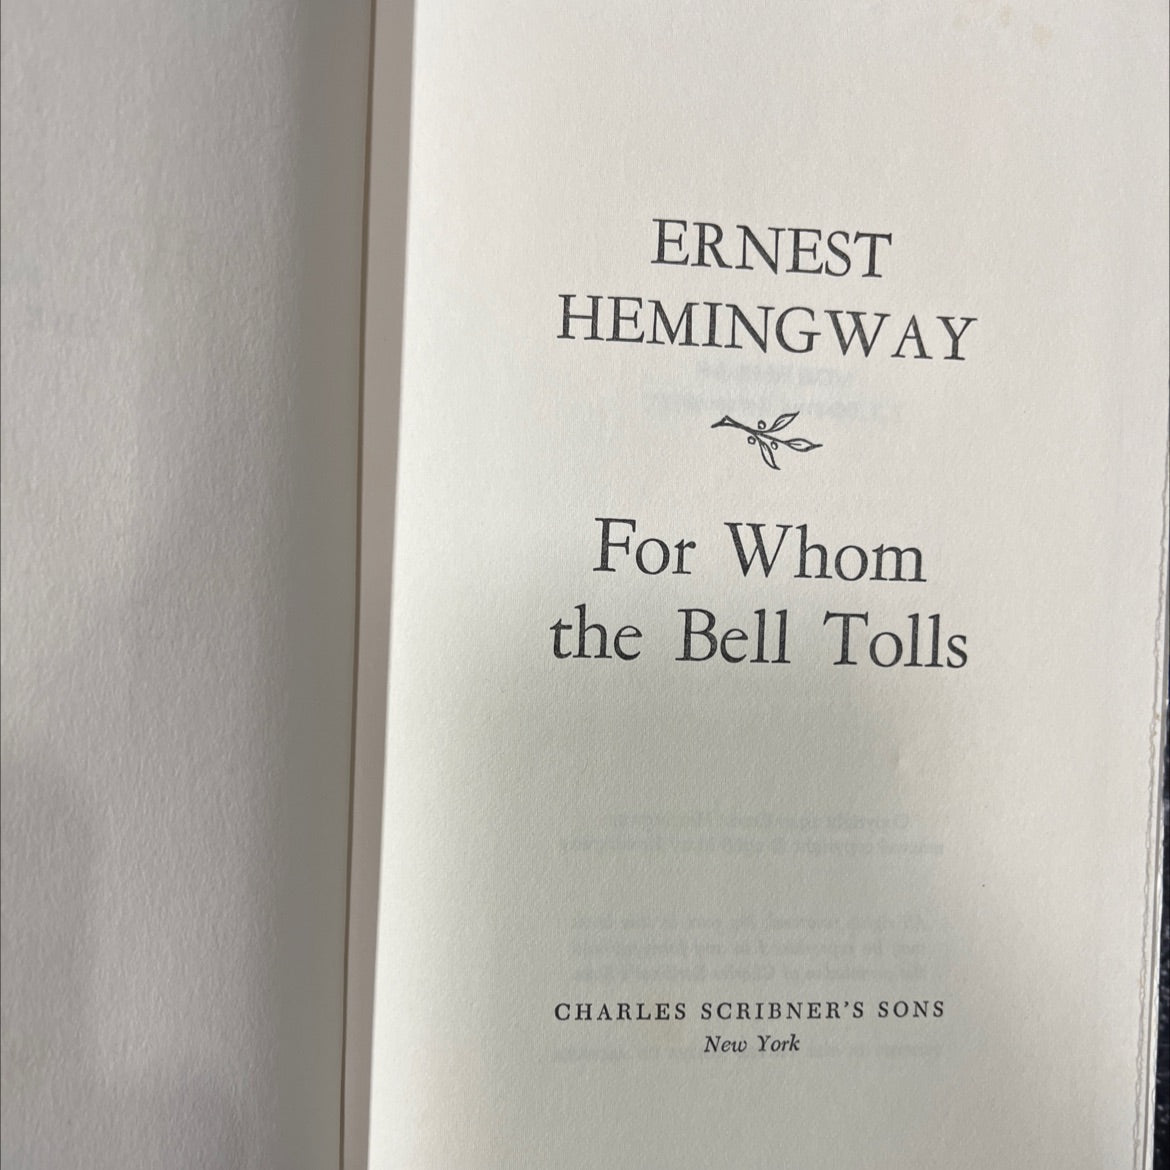 ERNEST
HEMINGWAY
For Whom
the Bell Tolls
CHARLES SCRIBNER'S SONS
New York